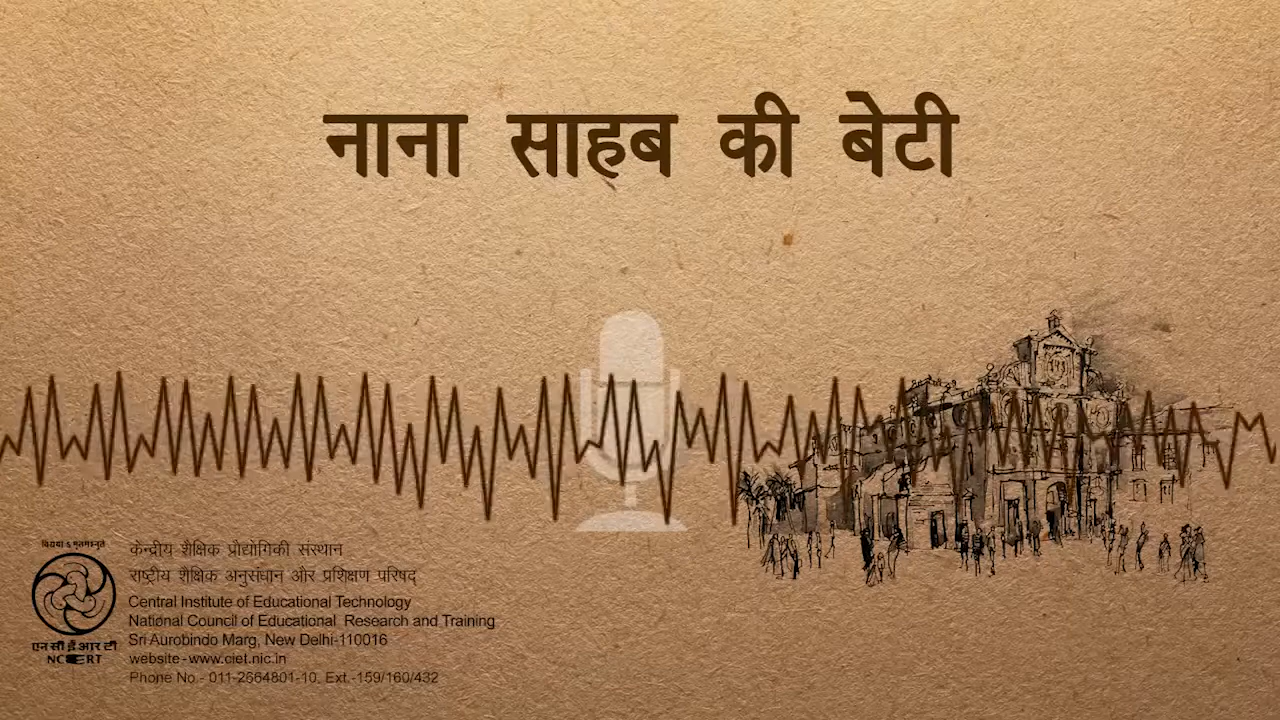 नाना साहब की बेटी
विद्यया ऽ मृतमश्नुते
एन सी ई आर टी
NCERT
केन्द्रीय शैक्षिक प्रौद्योगिकी संस्थान
राष्ट्रीय शैक्षिक अनुसंधान और प्रशिक्षण परिषद्
Central Institute of Educational Technology
National Council of Educational Research and Training
Sri Aurobindo Marg, New Delhi-110016
website - www.ciet.nic.in
Phone No.- 011-2664801-10, Ext.-159/160/432